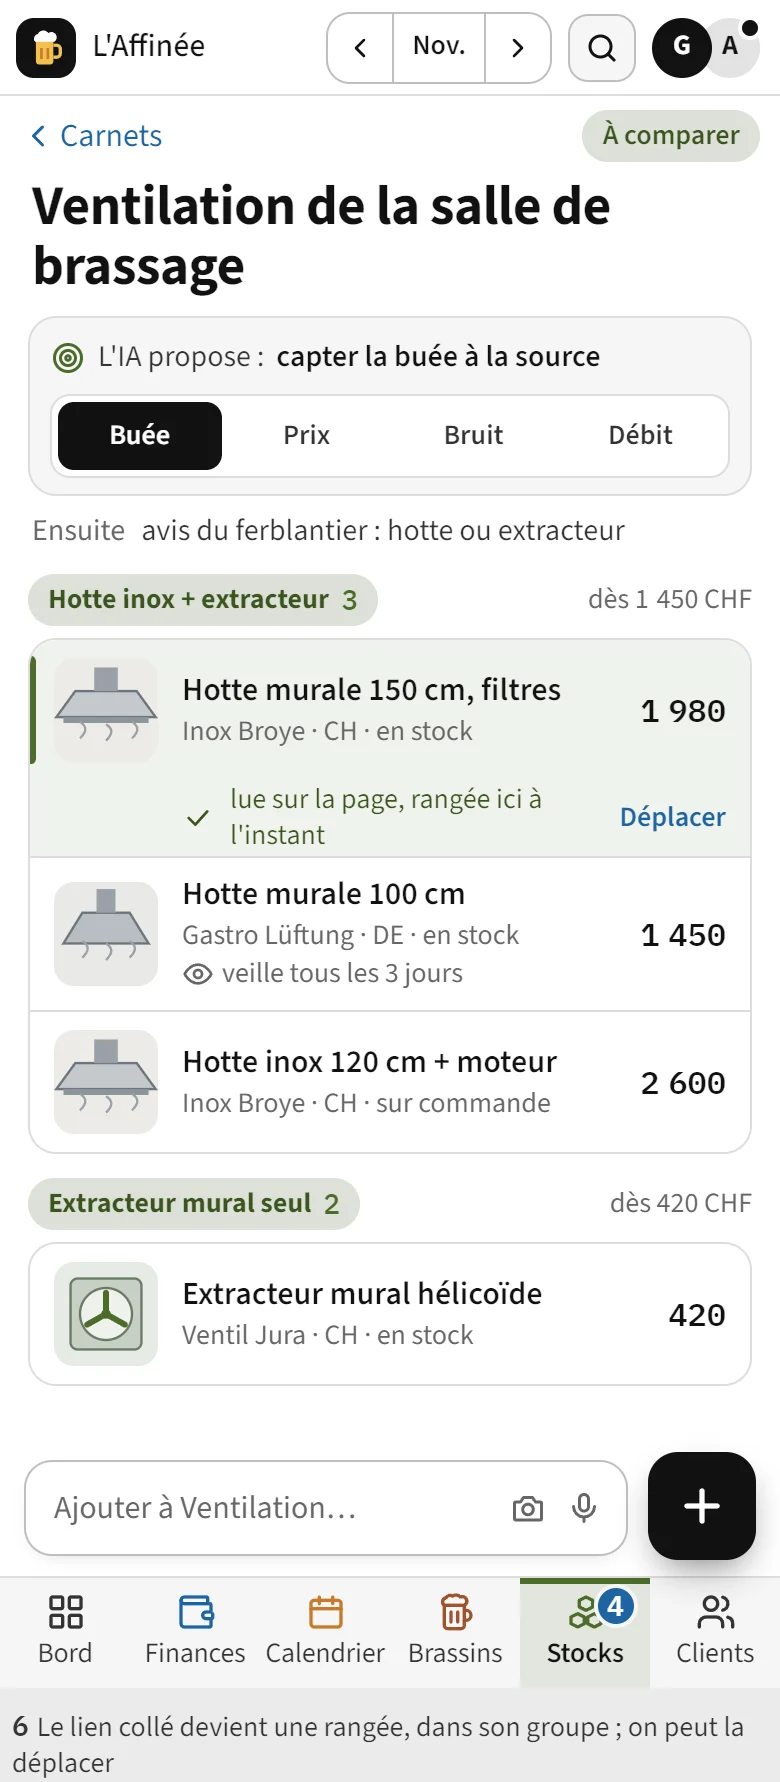 L'Affinée
Nov.
G
A
Carnets
À comparer
Ventilation de la salle de
brassage
L'IA propose : capter la buée à la source
Buée
Prix
Bruit
Débit
Ensuite avis du ferblantier : hotte ou extracteur
Hotte inox + extracteur 3
dès 1 450 CHF
Hotte murale 150 cm, filtres
Inox Broye · CH · en stock
1 980
lue sur la page, rangée ici à
l'instant
Déplacer
Hotte murale 100 cm
Gastro Lüftung · DE · en stock
veille tous les 3 jours
1 450
Hotte inox 120 cm + moteur
Inox Broye · CH · sur commande
2 600
Extracteur mural seul 2
dès 420 CHF
Extracteur mural hélicoïde
Ventil Jura · CH · en stock
420
Ajouter à Ventilation…
Bord
Finances
Calendrier
Brassins
4
Stocks
Clients
6 Le lien collé devient une rangée, dans son groupe ; on peut la
déplacer